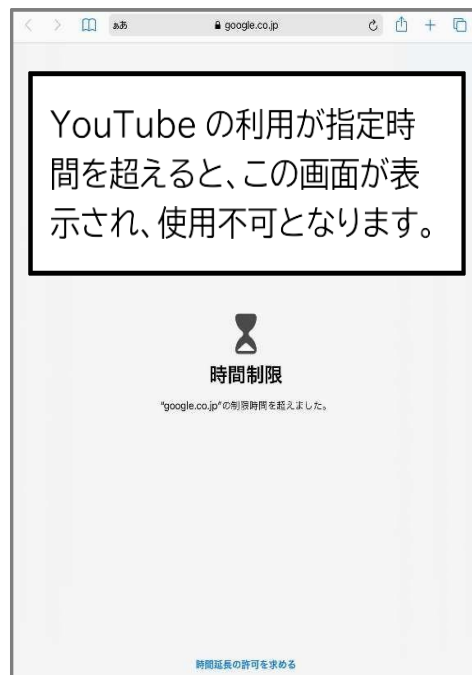 ぁあ google.co.jp
YouTube の利用が指定時
間を超えると、この画面が表
示され、使用不可となります。
時間制限
"google.co.jp"の制限時間を超えました。
時間延長の許可を求める